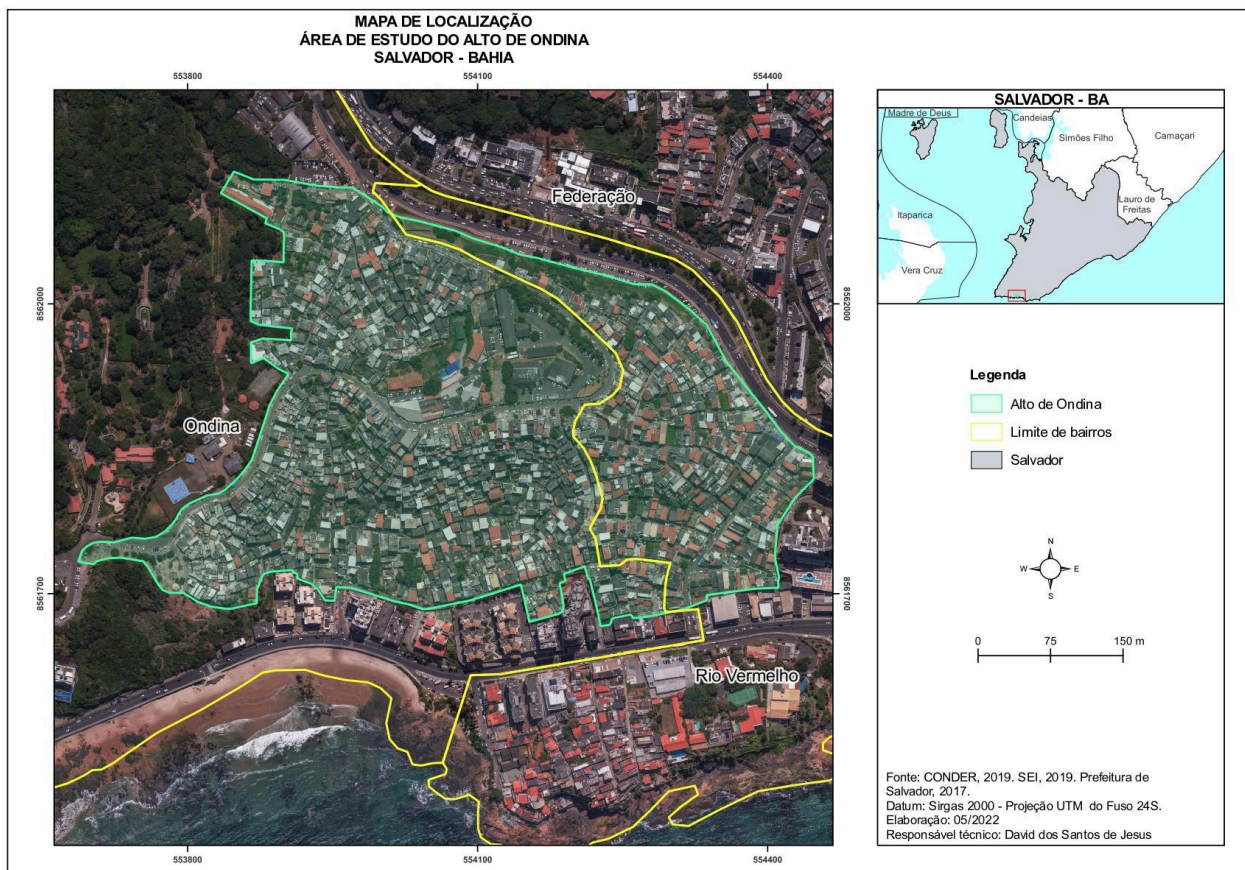 MAPA DE LOCALIZAÇÃO
ÁREA DE ESTUDO DO ALTO DE ONDINA
SALVADOR - BAHIA
553800
554100
554400
8562000
8561700
Federação
Ondina
Rio Vermelho
8562000
8561700
553800
554100
554400
SALVADOR - BA
Madre de Deus
Candeias
Simões Filho
Camaçari
Lauro de
Freitas
Itaparica
Vera Cruz
Legenda
Alto de Ondina
Limite de bairros
Salvador
N
W
E
S
0
75
150 m
Fonte: CONDER, 2019. SEI, 2019. Prefeitura de
Salvador, 2017.
Datum: Sirgas 2000 - Projeção UTM do Fuso 24S.
Elaboração: 05/2022
Responsável técnico: David dos Santos de Jesus